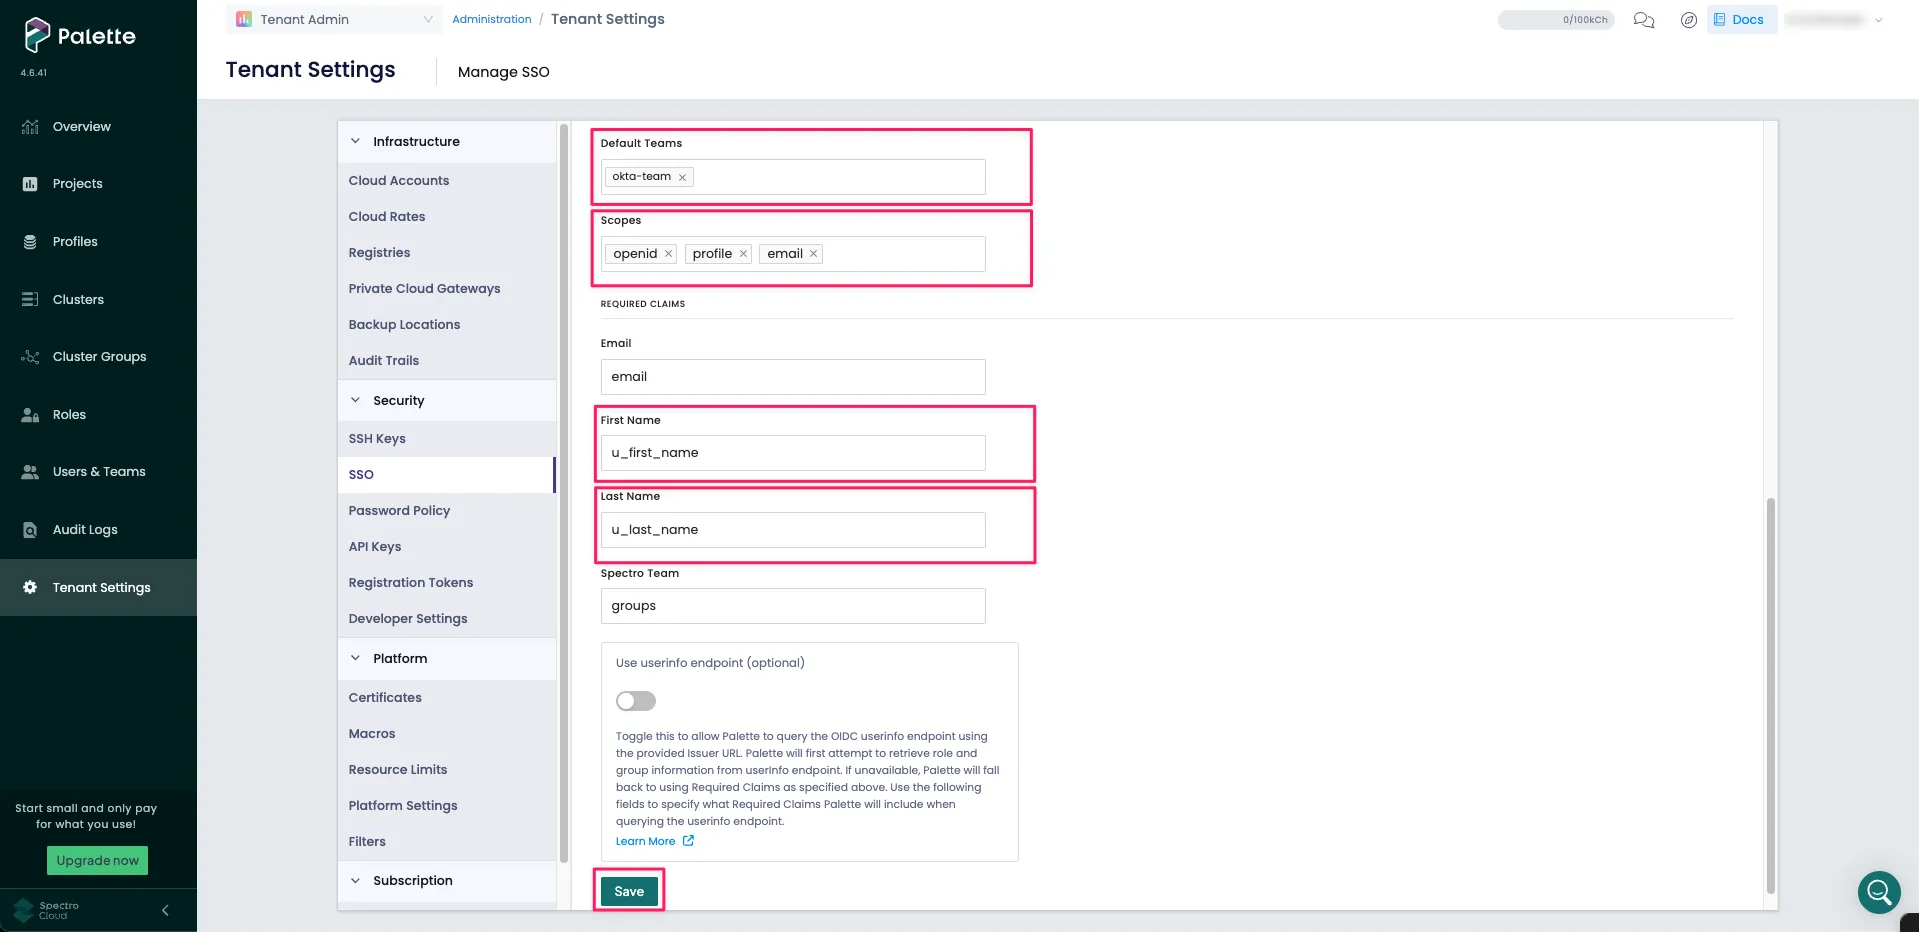 Palette
4.6.41
Overview
Projects
Profiles
Clusters
Cluster Groups
Roles
Users & Teams
Audit Logs
Tenant Settings
Start small and only pay
for what you use!
Upgrade now
Spectro
Cloud
Tenant Admin
Administration / Tenant Settings
0/100kCh
Docs
Tenant Settings
Manage SSO
Infrastructure
Cloud Accounts
Cloud Rates
Registries
Private Cloud Gateways
Backup Locations
Audit Trails
Security
SSH Keys
SSO
Password Policy
API Keys
Registration Tokens
Developer Settings
Platform
Certificates
Macros
Resource Limits
Platform Settings
Filters
Subscription
Default Teams
okta-team
Scopes
openid profile email
REQUIRED CLAIMS
Email
email
First Name
u_first_name
Last Name
u_last_name
Spectro Team
groups
Use userinfo endpoint (optional)
Toggle this to allow Palette to query the OIDC userinfo endpoint using
the provided Issuer URL. Palette will first attempt to retrieve role and
group information from userInfo endpoint. If unavailable, Palette will fall
back to using Required Claims as specified above. Use the following
fields to specify what Required Claims Palette will include when
querying the userinfo endpoint.
Learn More
Save